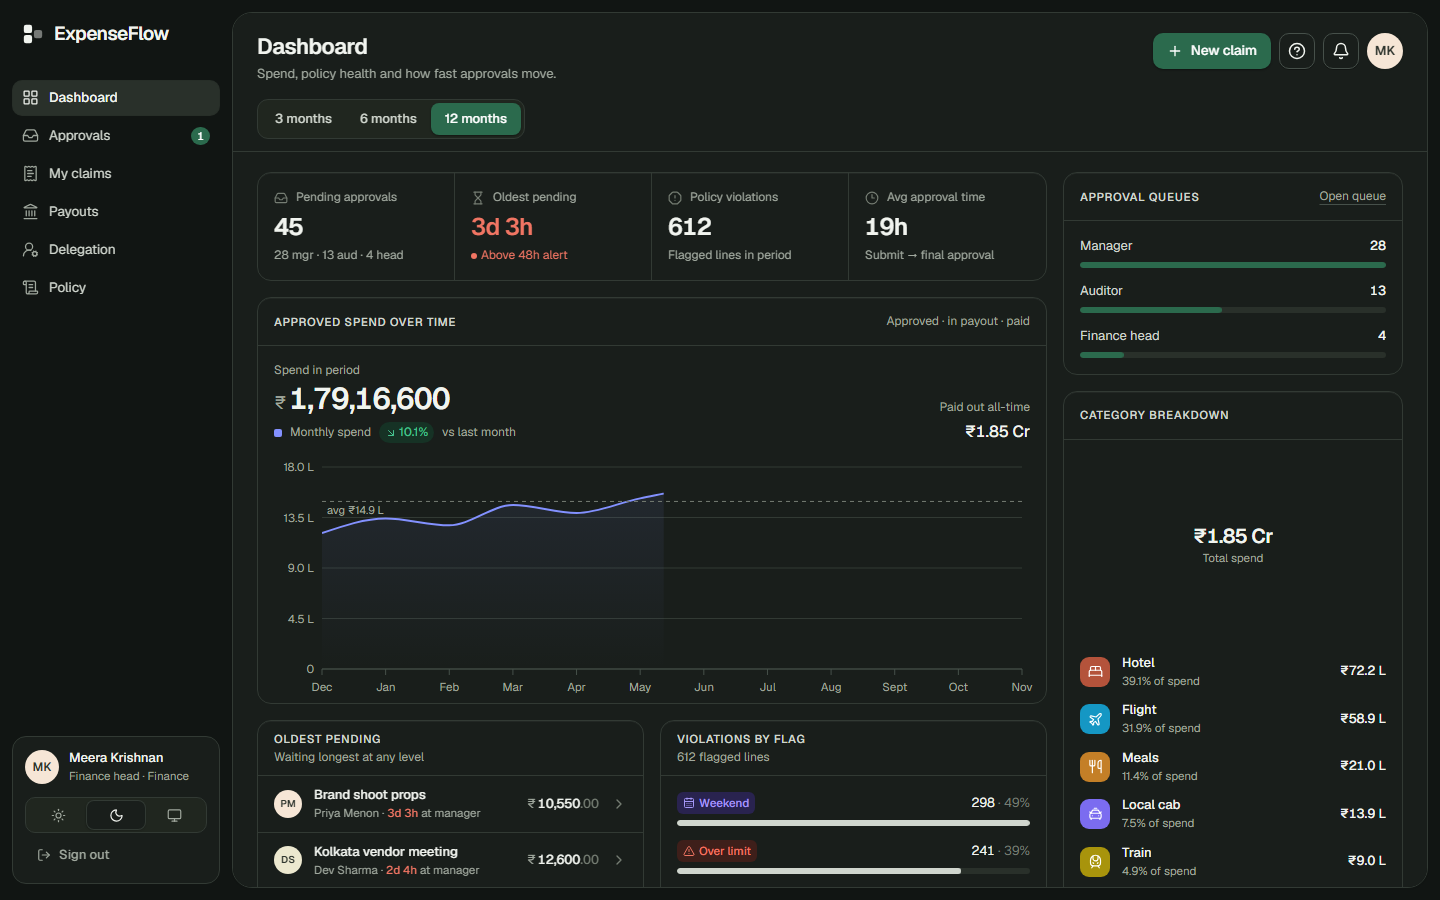 ExpenseFlow
Dashboard
Approvals
1
My claims
Payouts
Delegation
Policy
MK
Meera Krishnan
Finance head · Finance
Sign out
Dashboard
Spend, policy health and how fast approvals move.
New claim
MK
3 months
6 months
12 months
Pending approvals
45
28 mgr · 13 aud · 4 head
Oldest pending
3d 3h
Above 48h alert
Policy violations
612
Flagged lines in period
Avg approval time
19h
Submit → final approval
APPROVED SPEND OVER TIME
Approved · in payout · paid
Spend in period
₹ 1,79,16,600
Monthly spend
↘ 10.1%
vs last month
Paid out all-time
₹1.85 Cr
18.0 L
avg ₹14.9 L
13.5 L
9.0 L
4.5 L
0
Dec Jan Feb Mar Apr May Jun Jul Aug Sept Oct Nov
OLDEST PENDING
Waiting longest at any level
PM
Brand shoot props
Priya Menon · 3d 3h at manager
₹ 10,550.00
DS
Kolkata vendor meeting
Dev Sharma · 2d 4h at manager
₹ 12,600.00
VIOLATIONS BY FLAG
612 flagged lines
Weekend
298 · 49%
Over limit
241 · 39%
APPROVAL QUEUES
Open queue
Manager
28
Auditor
13
Finance head
4
CATEGORY BREAKDOWN
₹1.85 Cr
Total spend
Hotel
39.1% of spend
₹72.2 L
Flight
31.9% of spend
₹58.9 L
Meals
11.4% of spend
₹21.0 L
Local cab
7.5% of spend
₹13.9 L
Train
4.9% of spend
₹9.0 L